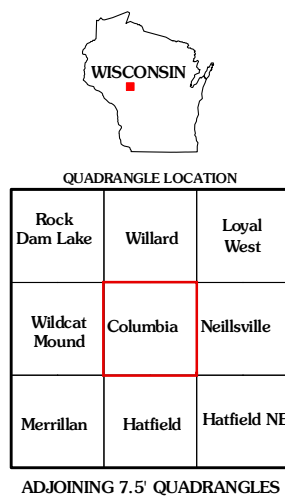 WISCONSIN
QUADRANGLE LOCATION
Rock
Dam Lake
Willard
Loyal
West
Wildcat
Mound
Columbia
Neillsville
Merrillan
Hatfield
Hatfield NE
ADJOINING 7.5' QUADRANGLES